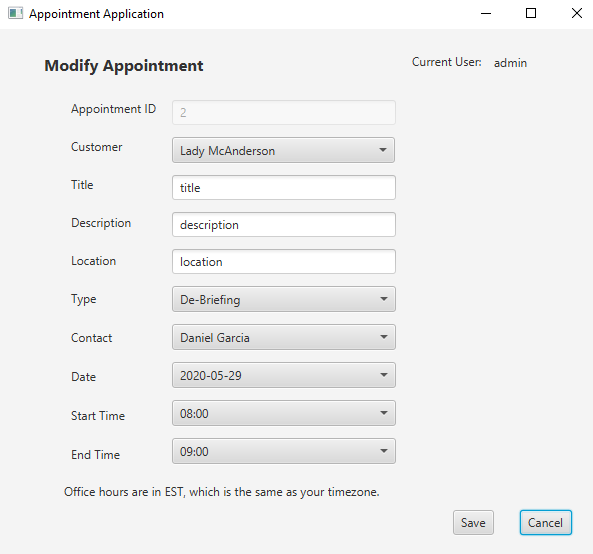 Appointment Application
Modify Appointment
Current User: admin
Appointment ID 2
Customer Lady McAnderson
Title title
Description description
Location location
Type De-Briefing
Contact Daniel Garcia
Date 2020-05-29
Start Time 08:00
End Time 09:00
Office hours are in EST, which is the same as your timezone.
Save Cancel